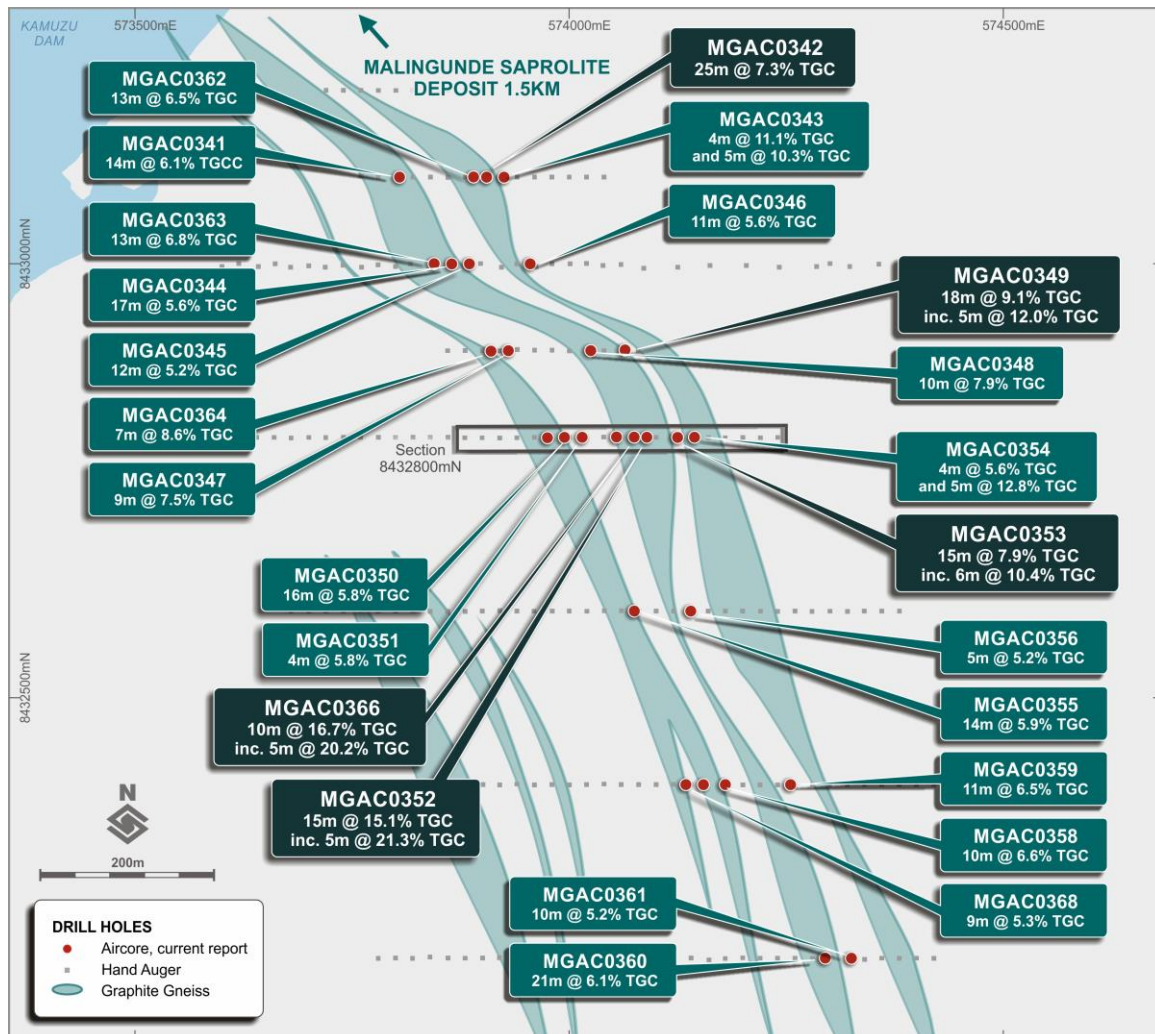 KAMUZU
DAM
573500mE
574000mE
574500mE
MALINGUNDE SAPROLITE
DEPOSIT 1.5KM
MGAC0342
25m @ 7.3% TGC
MGAC0362
13m @ 6.5% TGC
MGAC0343
4m @ 11.1% TGC
and 5m @ 10.3% TGC
MGAC0341
14m @ 6.1% TGCC
MGAC0346
11m @ 5.6% TGC
MGAC0363
13m @ 6.8% TGC
8433000mN
MGAC0349
18m @ 9.1% TGC
inc. 5m @ 12.0% TGC
MGAC0344
17m @ 5.6% TGC
MGAC0345
12m @ 5.2% TGC
MGAC0348
10m @ 7.9% TGC
MGAC0364
7m @ 8.6% TGC
Section
8432800mN
MGAC0354
4m @ 5.6% TGC
and 5m @ 12.8% TGC
MGAC0347
9m @ 7.5% TGC
MGAC0353
15m @ 7.9% TGC
inc. 6m @ 10.4% TGC
MGAC0350
16m @ 5.8% TGC
MGAC0351
4m @ 5.8% TGC
MGAC0356
5m @ 5.2% TGC
8432500mN
MGAC0366
10m @ 16.7% TGC
inc. 5m @ 20.2% TGC
MGAC0355
14m @ 5.9% TGC
MGAC0352
15m @ 15.1% TGC
inc. 5m @ 21.3% TGC
MGAC0359
11m @ 6.5% TGC
N
MGAC0358
10m @ 6.6% TGC
200m
MGAC0361
10m @ 5.2% TGC
MGAC0368
9m @ 5.3% TGC
MGAC0360
21m @ 6.1% TGC
DRILL HOLES
Aircore, current report
Hand Auger
Graphite Gneiss